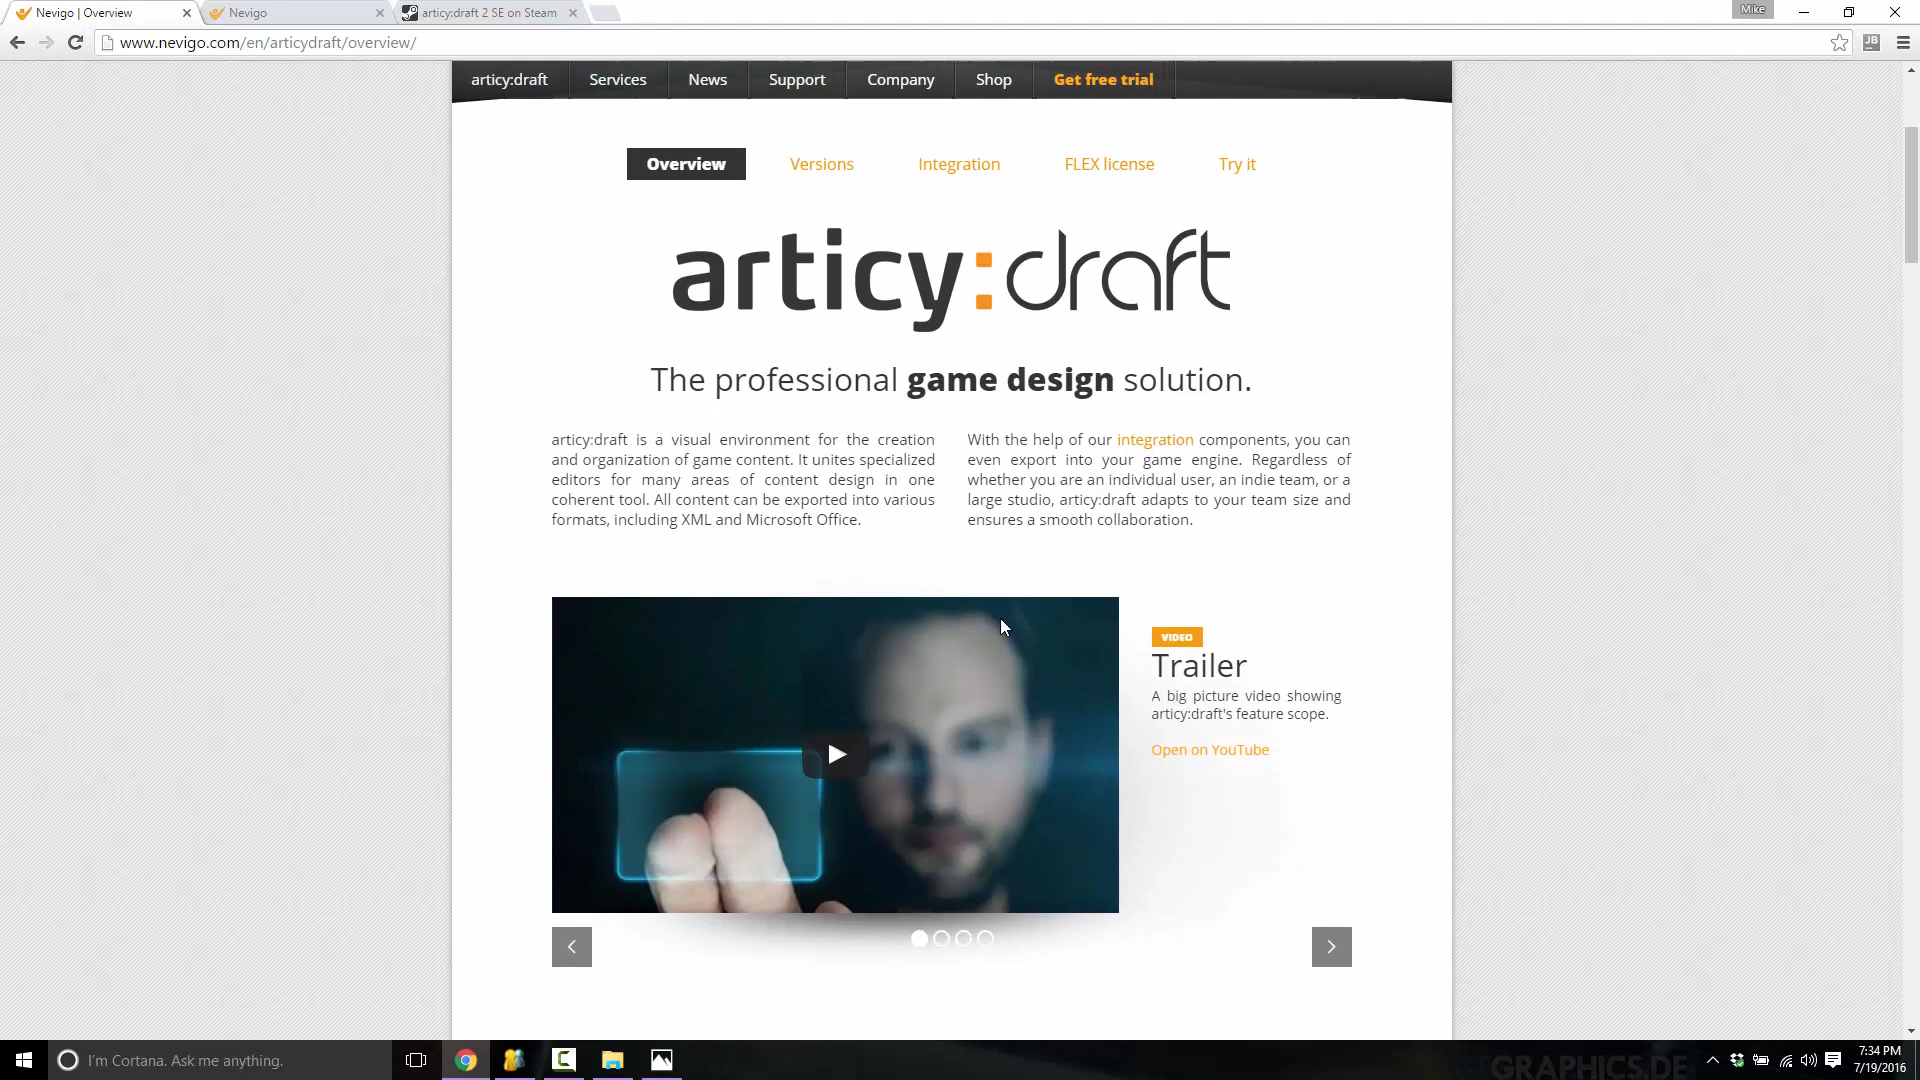 Nevigo | Overview
Nevigo
articy:draft 2 SE on Steam
Mike
www.nevigo.com/en/articydraft/overview/
JB
articy:draft Services News Support Company Shop Get free trial
Overview Versions Integration FLEX license Try it
articy:draft
The professional game design solution.
articy:draft is a visual environment for the creation
and organization of game content. It unites specialized
editors for many areas of content design in one
coherent tool. All content can be exported into various
formats, including XML and Microsoft Office.
With the help of our integration components, you can
even export into your game engine. Regardless of
whether you are an individual user, an indie team, or a
large studio, articy:draft adapts to your team size and
ensures a smooth collaboration.
VIDEO
Trailer
A big picture video showing
articy:draft's feature scope.
Open on YouTube
I'm Cortana. Ask me anything.
GRAPHICS.DE
7:34 PM
7/19/2016